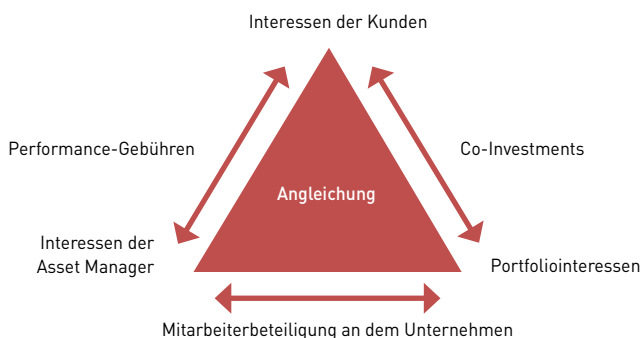 Interessen der Kunden
Performance-Gebühren
Co-Investments
Angleichung
Interessen der
Asset Manager
Portfoliointeressen
Mitarbeiterbeteiligung an dem Unternehmen